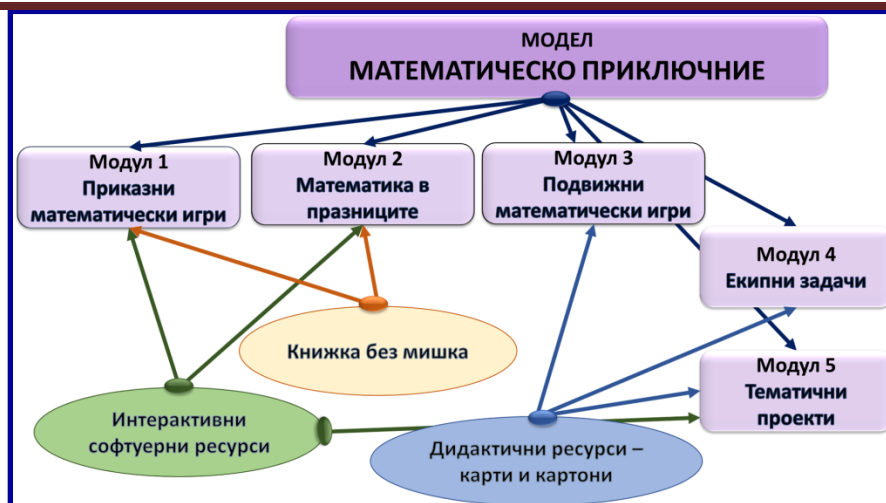 МОДЕЛ
МАТЕМАТИЧЕСКО ПРИКЛЮЧНИЕ
Модул 1
Приказни
математически игри
Модул 2
Математика в
празниците
Модул 3
Подвижни
математически игри
Модул 4
Екипни задачи
Книжка без мишка
Модул 5
Тематични
проекти
Интерактивни
софтуерни ресурси
Дидактични ресурси –
карти и картони